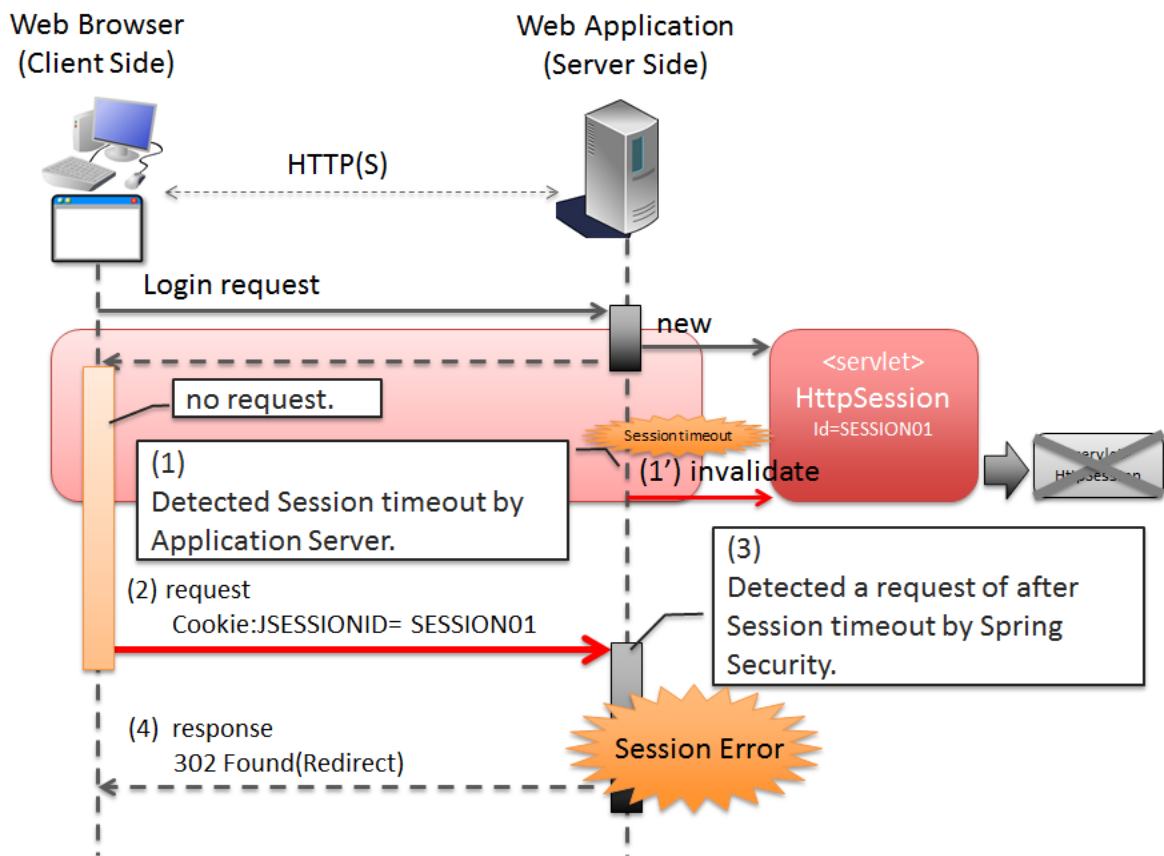 Web Browser
(Client Side)
Web Application
(Server Side)
HTTP(S)
Login request
new
<servlet>
HttpSession
Id=SESSION01
no request.
Session timeout
(1)
Detected Session timeout by
Application Server.
(1’) invalidate
servlet
HttpSession
(2) request
Cookie:JSESSIONID= SESSION01
(3)
Detected a request of after
Session timeout by Spring
Security.
(4) response
302 Found(Redirect)
Session Error